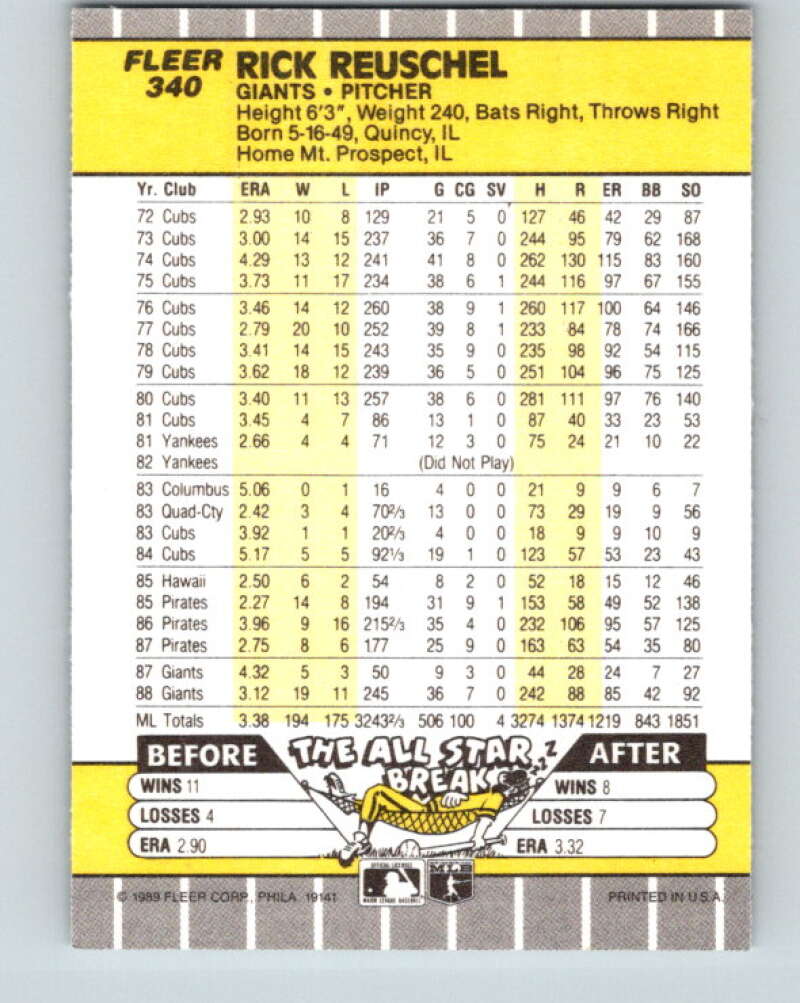 FLEER RICK REUSCHEL
340 GIANTS • PITCHER
Height 6'3", Weight 240, Bats Right, Throws Right
Born 5-16-49, Quincy, IL
Home Mt. Prospect, IL
Yr. Club ERA W L IP G CG SV H R ER BB SO
72 Cubs 2.93 10 8 129 21 5 0 127 46 42 29 87
73 Cubs 3.00 14 15 237 36 7 0 244 95 79 62 168
74 Cubs 4.29 13 12 241 41 8 0 262 130 115 83 160
75 Cubs 3.73 11 17 234 38 6 1 244 116 97 67 155
76 Cubs 3.46 14 12 260 38 9 1 260 117 100 64 146
77 Cubs 2.79 20 10 252 39 8 1 233 84 78 74 166
78 Cubs 3.41 14 15 243 35 9 0 235 98 92 54 115
79 Cubs 3.62 18 12 239 36 5 0 251 104 96 75 125
80 Cubs 3.40 11 13 257 38 6 0 281 111 97 76 140
81 Cubs 3.45 4 7 86 13 1 0 87 40 33 23 53
81 Yankees 2.66 4 4 71 12 3 0 75 24 21 10 22
82 Yankees (Did Not Play)
83 Columbus 5.06 0 1 16 4 0 0 21 9 9 6 7
83 Quad-Cty 2.42 3 4 70⅔ 13 0 0 73 29 19 9 56
83 Cubs 3.92 1 1 20⅔ 4 0 0 18 9 9 10 9
84 Cubs 5.17 5 5 92⅓ 19 1 0 123 57 53 23 43
85 Hawaii 2.50 6 2 54 8 2 0 52 18 15 12 46
85 Pirates 2.27 14 8 194 31 9 1 153 58 49 52 138
86 Pirates 3.96 9 16 215⅔ 35 4 0 232 106 95 57 125
87 Pirates 2.75 8 6 177 25 9 0 163 63 54 35 80
87 Giants 4.32 5 3 50 9 3 0 44 28 24 7 27
88 Giants 3.12 19 11 245 36 7 0 242 88 85 42 92
ML Totals 3.38 194 175 3243⅔ 506 100 4 3274 1374 1219 843 1851
BEFORE THE ALL STAR BREAK AFTER
zZZ
WINS 11 WINS 8
LOSSES 4 LOSSES 7
ERA 2.90 ERA 3.32
OFFICIAL LICENSEE
MAJOR LEAGUE BASEBALL
MLB
© 1989 FLEER CORP., PHILA. 19141 PRINTED IN U.S.A.